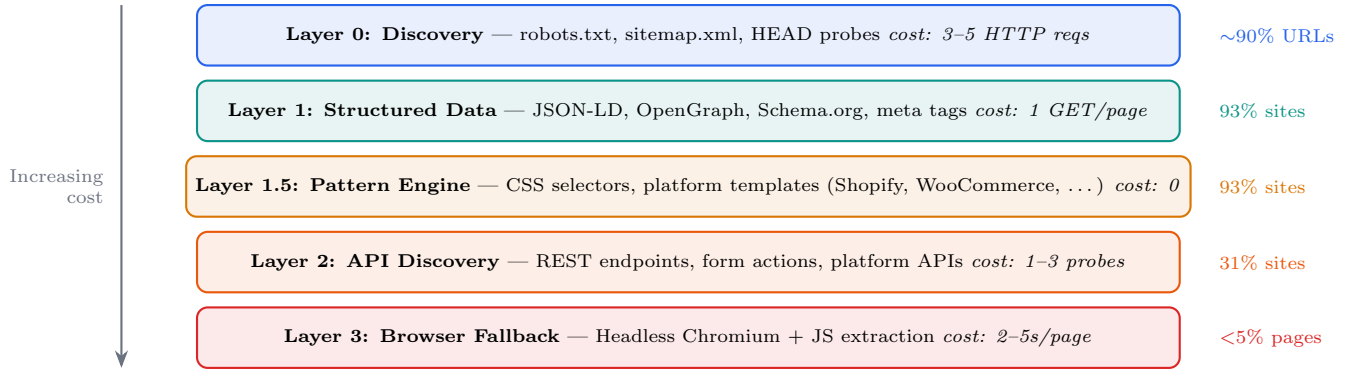 Layer 0: Discovery — robots.txt, sitemap.xml, HEAD probes cost: 3–5 HTTP reqs
~90% URLs
Layer 1: Structured Data — JSON-LD, OpenGraph, Schema.org, meta tags cost: 1 GET/page
93% sites
Increasing
cost
Layer 1.5: Pattern Engine — CSS selectors, platform templates (Shopify, WooCommerce, ...) cost: 0
93% sites
Layer 2: API Discovery — REST endpoints, form actions, platform APIs cost: 1–3 probes
31% sites
Layer 3: Browser Fallback — Headless Chromium + JS extraction cost: 2–5s/page
<5% pages